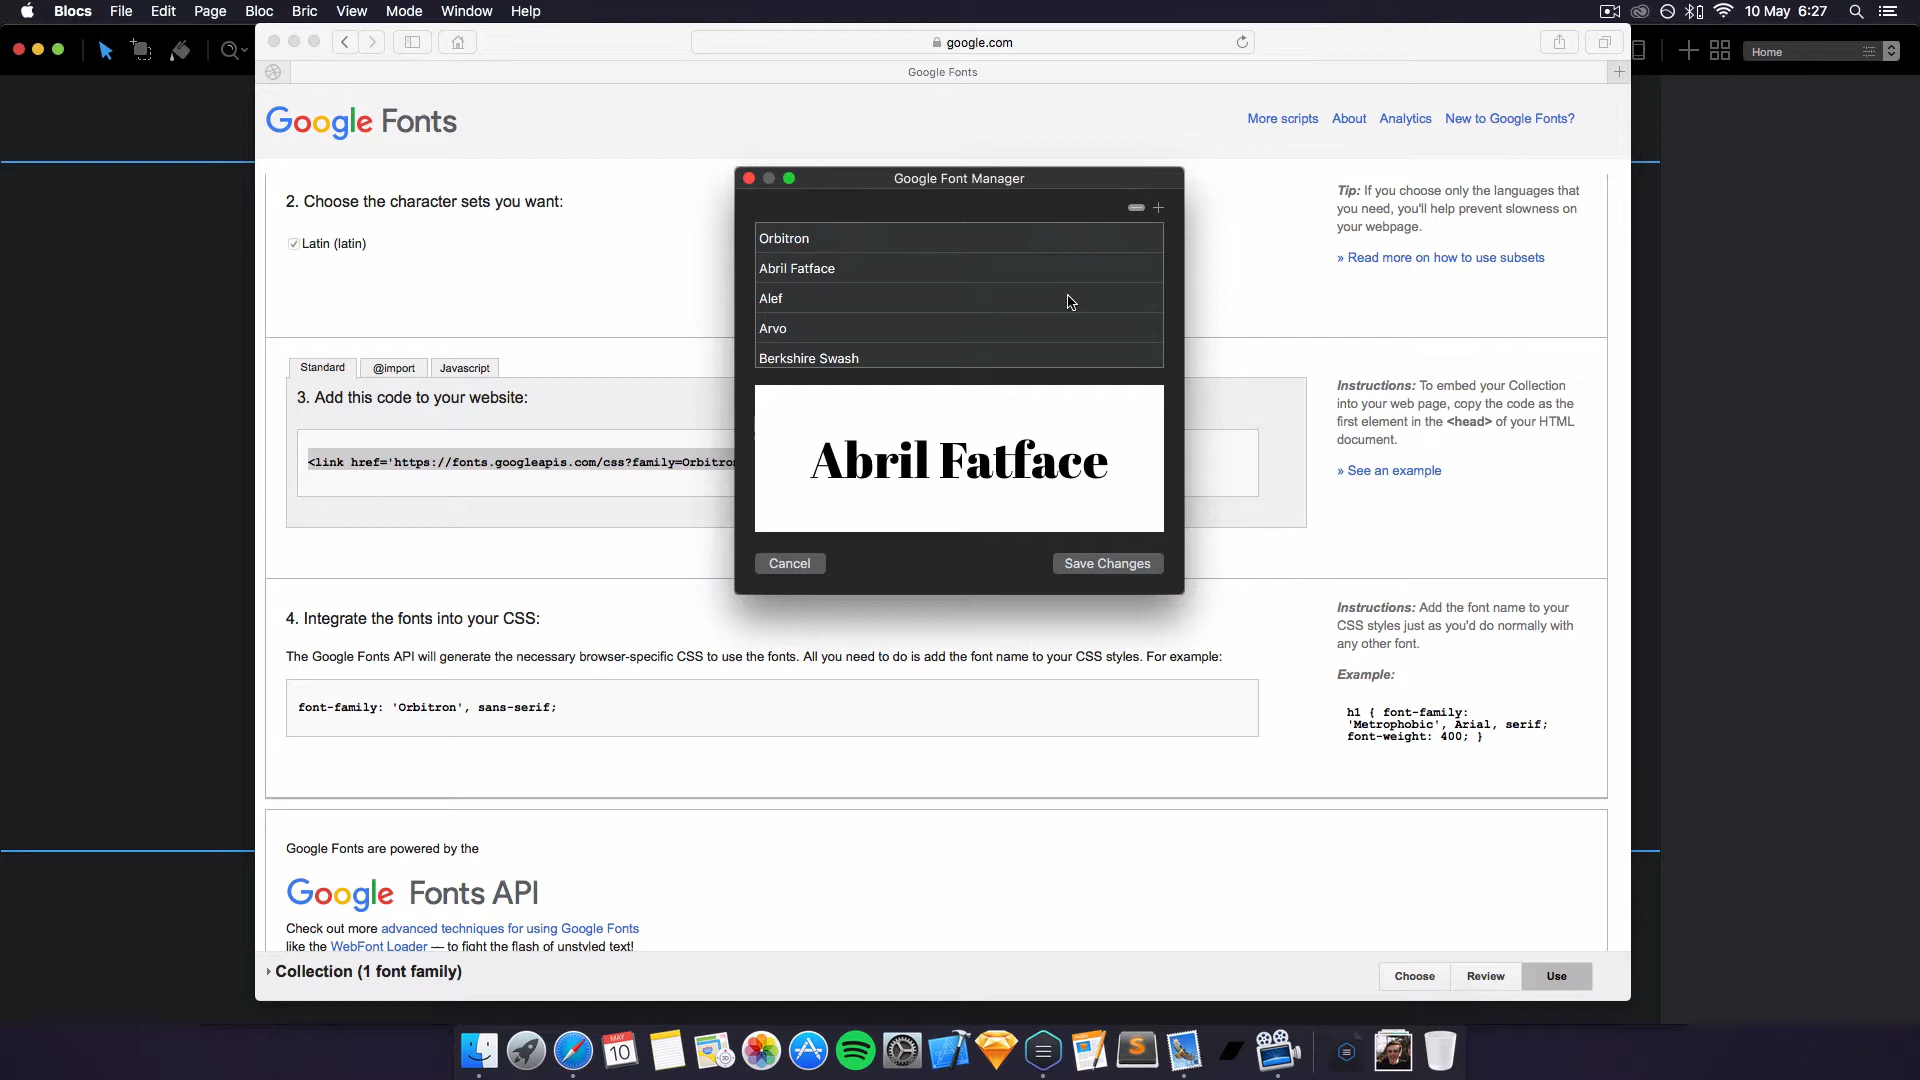 Blocs File Edit Page Bloc Bric View Mode Window Help
10 May 6:27
google.com
Home
Google Fonts
Google Fonts
More scripts About Analytics New to Google Fonts?
2. Choose the character sets you want:
Latin (latin)
Tip: If you choose only the languages that
you need, you'll help prevent slowness on
your webpage.
» Read more on how to use subsets
Google Font Manager
Orbitron
Abril Fatface
Alef
Arvo
Berkshire Swash
Abril Fatface
Cancel
Save Changes
Standard @import Javascript
3. Add this code to your website:
<link href='https://fonts.googleapis.com/css?family=Orbitron
Instructions: To embed your Collection
into your web page, copy the code as the
first element in the <head> of your HTML
document.
» See an example
4. Integrate the fonts into your CSS:
The Google Fonts API will generate the necessary browser-specific CSS to use the fonts. All you need to do is add the font name to your CSS styles. For example:
font-family: 'Orbitron', sans-serif;
Instructions: Add the font name to your
CSS styles just as you'd do normally with
any other font.
Example:
h1 { font-family:
'Metrophobic', Arial, serif;
font-weight: 400; }
Google Fonts are powered by the
Google Fonts API
Check out more advanced techniques for using Google Fonts
like the WebFont Loader — to fight the flash of unstyled text!
Collection (1 font family)
Choose Review Use
MAY
10